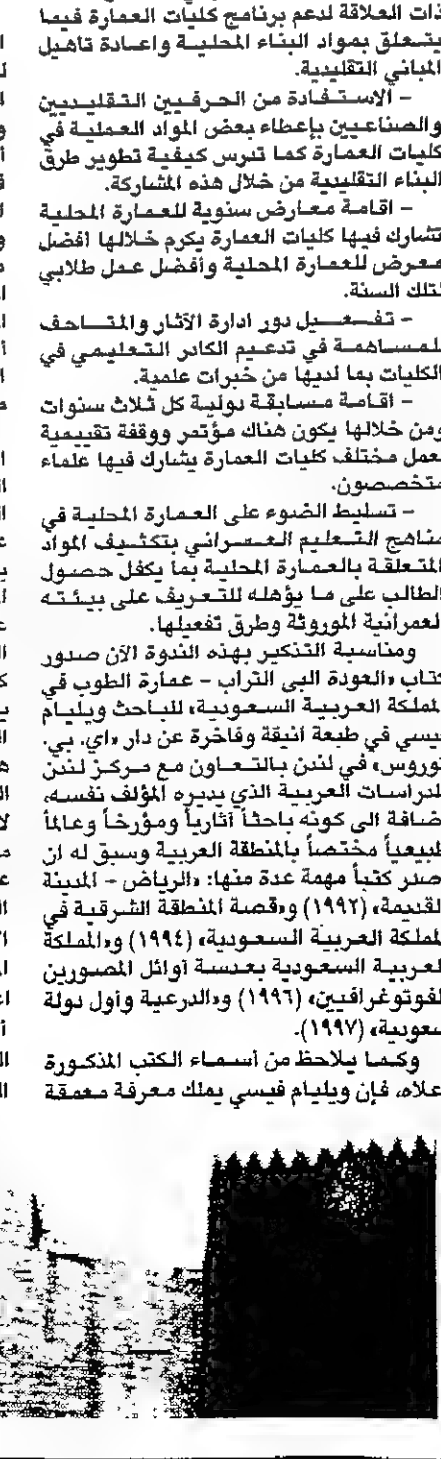 ذات العلاقة لدعم برنامج كليات العمارة فيما
يتعلق بمواد البناء المحلية واعادة تاهيل
المباني التقليدية.
– الاستفادة من الحرفيين التقليديين
والصناعيين بإعطاء بعض المواد العملية في
كليات العمارة كما تدرس كيفية تطوير طرق
البناء التقليدية من خلال هذه المشاركة.
– اقامة معارض سنوية للعمارة المحلية
تشارك فيها كليات العمارة يكرم خلالها افضل
معرض للعمارة المحلية وأفضل عمل طلابي
لتلك السنة.
– تفعيل دور ادارة الآثار والمتاحف
للمساهمة في تدعيم الكادر التعليمي في
الكليات بما لديها من خبرات علمية.
– اقامة مسابقة دولية كل ثلاث سنوات
ومن خلالها يكون هناك مؤتمر ووقفة تقييمية
لعمل مختلف كليات العمارة يشارك فيها علماء
متخصصون.
– تسليط الضوء على العمارة المحلية في
مناهج التعليم العمراني بتكثيف المواد
المتعلقة بالعمارة المحلية بما يكفل حصول
الطالب على ما يؤهله للتعريف على بيئته
العمرانية الموروثة وطرق تفعيلها.
ومناسبة التذكير بهذه الندوة الآن صدور
كتاب «العودة الى التراب – عمارة الطوب في
المملكة العربية السعودية» للباحث ويليام
فيسي في طبعة انيقة وفاخرة عن دار «اي. بي.
توروس» في لندن بالتعاون مع مركز لندن
للدراسات العربية الذي يديره المؤلف نفسه،
اضافة الى كونه باحثاً آثارياً ومؤرخاً وعالماً
طبيعياً مختصاً بالمنطقة العربية وسبق له ان
اصدر كتباً مهمة عدة منها: «الرياض – المدينة
القديمة» (١٩٩٢) و«قصة المنطقة الشرقية في
المملكة العربية السعودية» (١٩٩٤) و«المملكة
العربية السعودية بعدسة أوائل المصورين
الفوتوغرافيين» (١٩٩٦) و«الدرعية وأول دولة
سعودية» (١٩٩٧).
وكما يلاحظ من أسماء الكتب المذكورة
اعلاه، فإن ويليام فيسي يملك معرفة معمقة